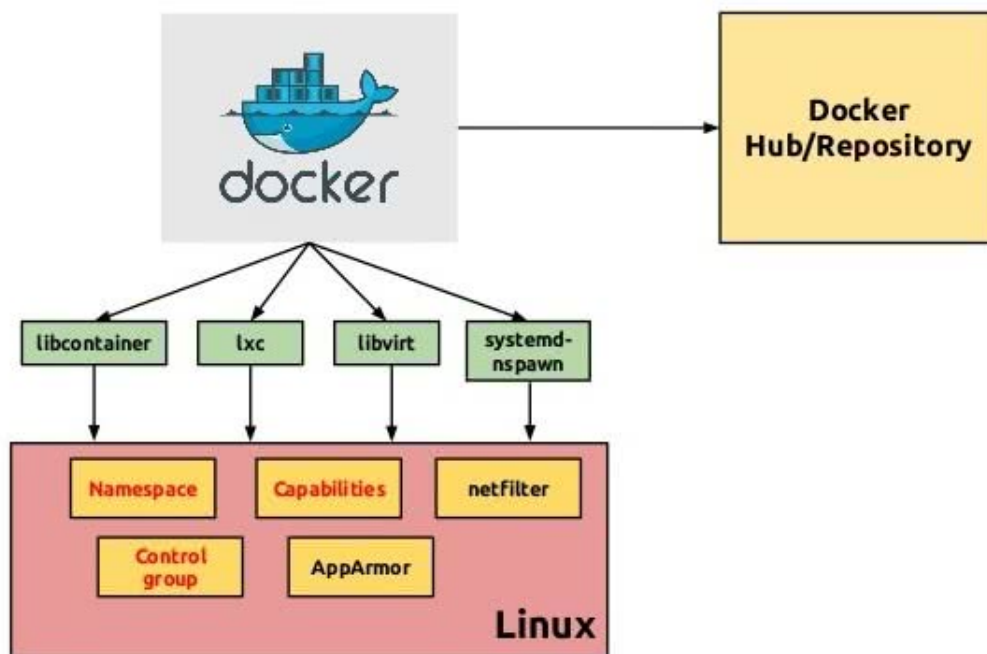 docker
Docker
Hub/Repository
libcontainer
lxc
libvirt
systemd-
nspawn
Namespace
Capabilities
netfilter
Control
group
AppArmor
Linux